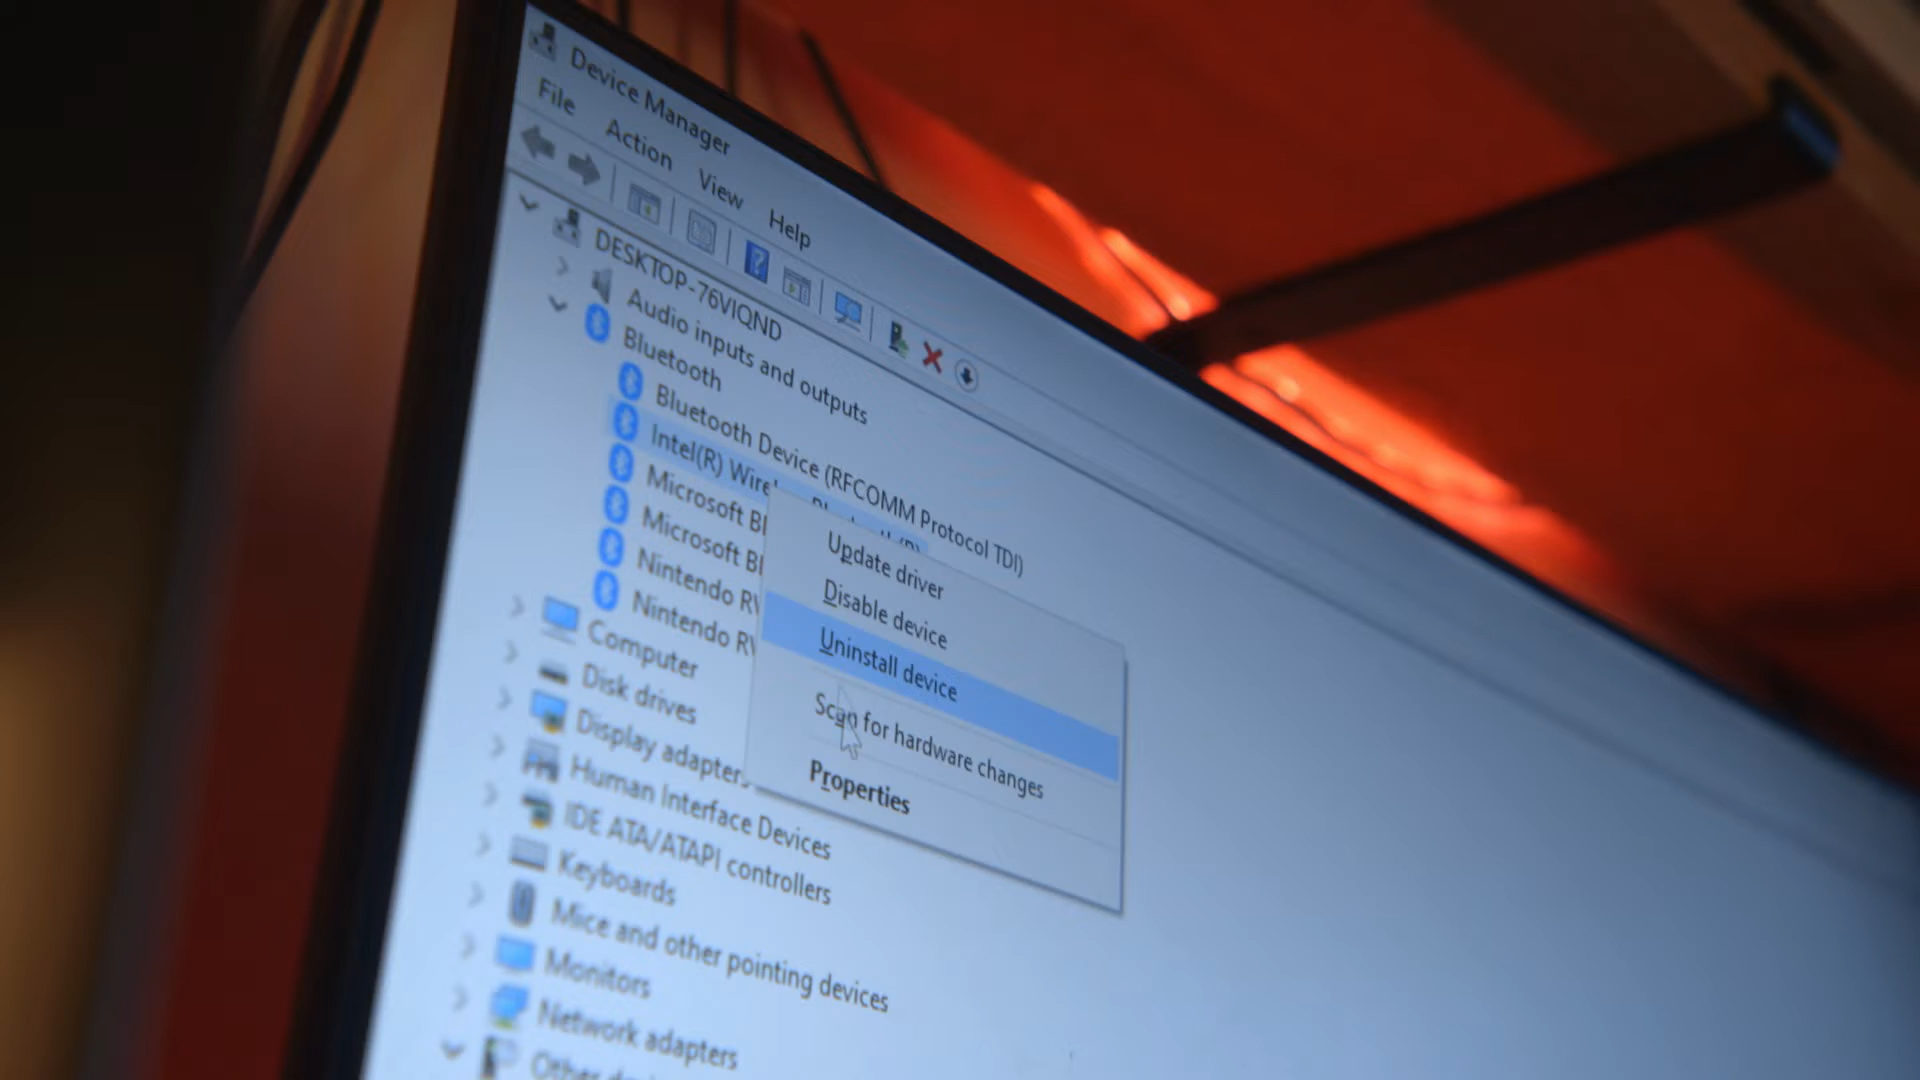 Device Manager
File Action View Help
DESKTOP-76VIQND
Audio inputs and outputs
Bluetooth
Bluetooth Device (RFCOMM Protocol TDI)
Intel(R)
Microsoft
Microsoft
Nintendo
Nintendo
Computer
Disk drives
Display adapters
Human Interface Devices
IDE ATA/ATAPI controllers
Keyboards
Mice and other pointing devices
Monitors
Network adapters
Other
Update driver
Disable device
Uninstall device
Scan for hardware changes
Properties